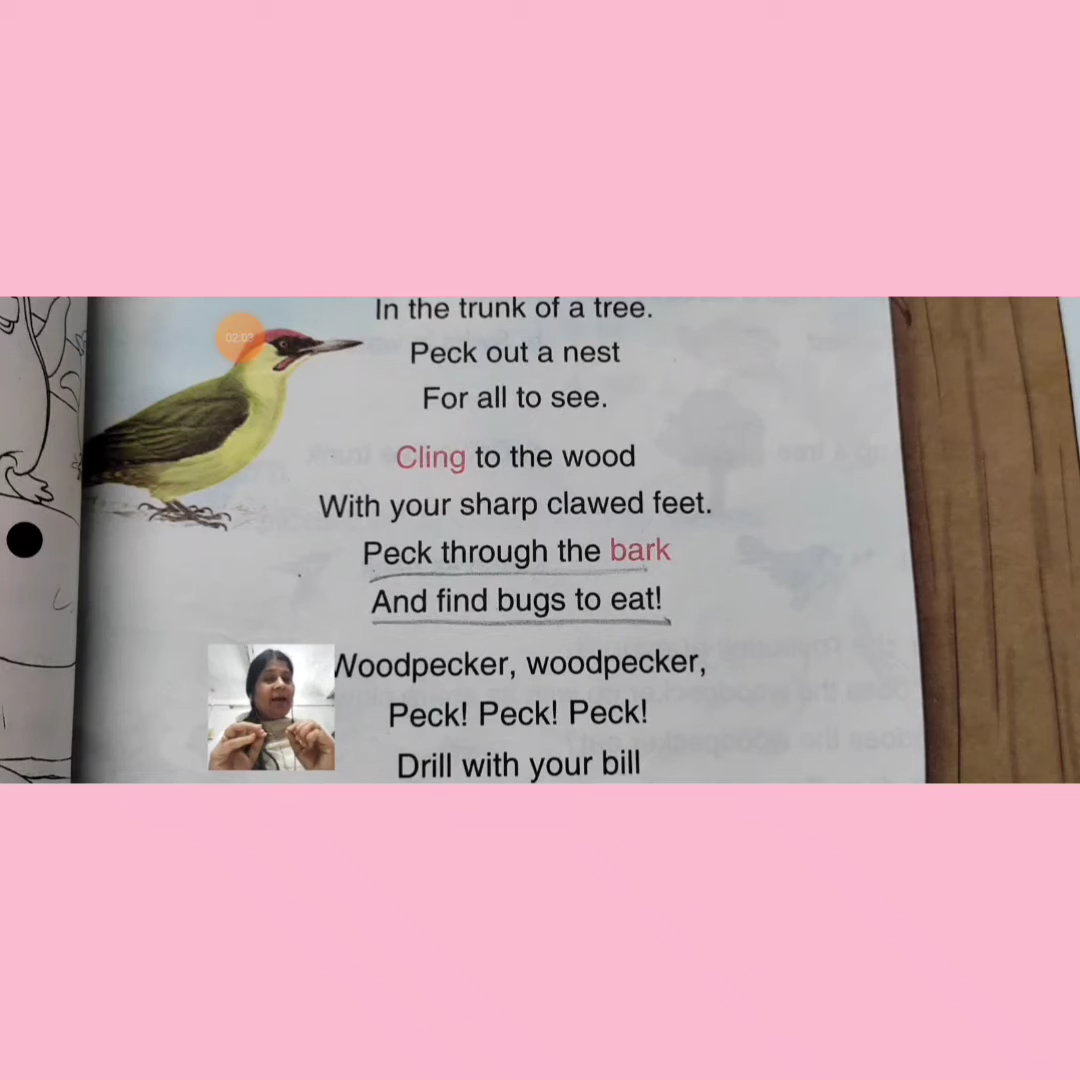 In the trunk of a tree.
Peck out a nest
For all to see.
Cling to the wood
With your sharp clawed feet.
Peck through the bark
And find bugs to eat!
Woodpecker, woodpecker,
Peck! Peck! Peck!
Drill with your bill
02:03